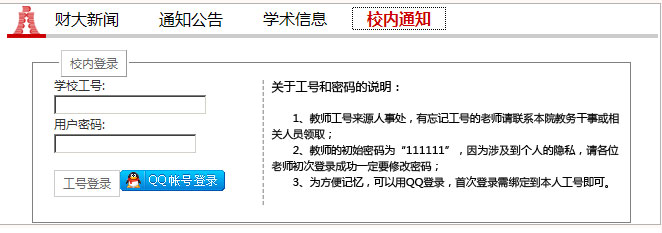 财大新闻 通知公告 学术信息 校内通知
校内登录
学校工号:
用户密码:
工号登录 QQ帐号登录
关于工号和密码的说明：
1、教师工号来源人事处，有忘记工号的老师请联系本院教务干事或相
关人员领取；
2、教师的初始密码为“111111”，因为涉及到个人的隐私，请各位
老师初次登录成功一定要修改密码；
3、为方便记忆，可以用QQ登录，首次登录需绑定到本人工号即可。